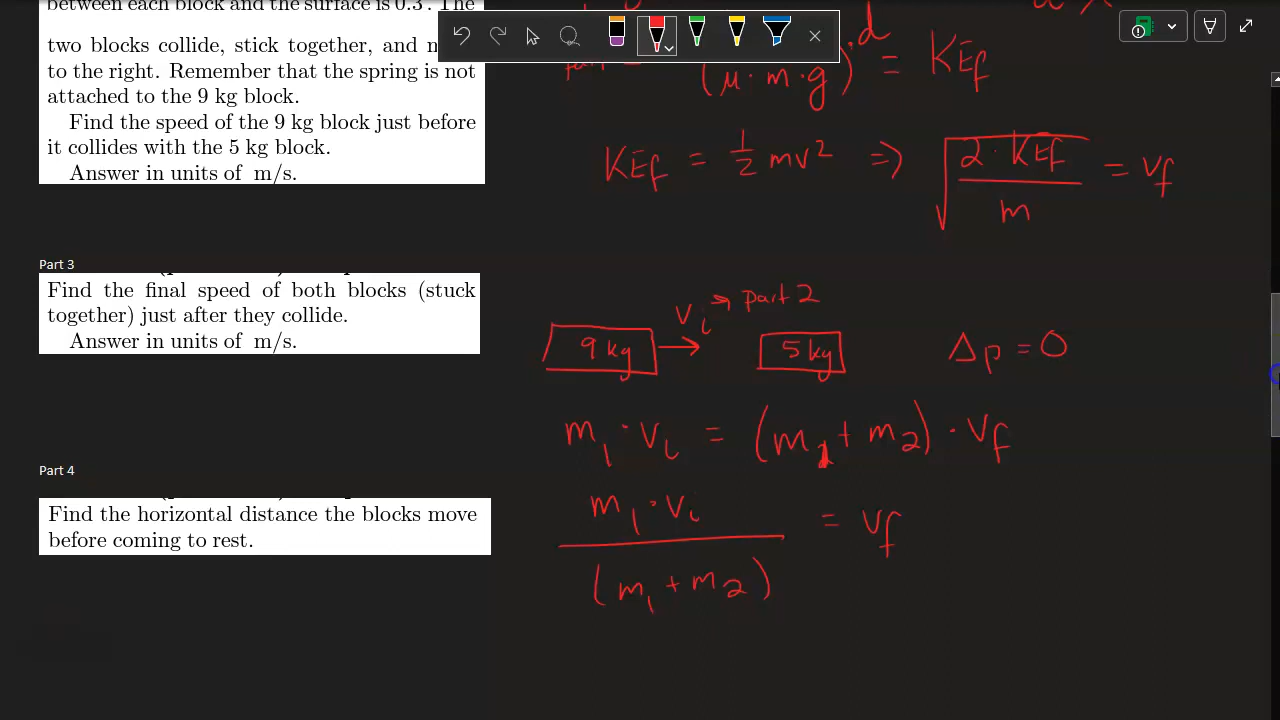 between each block and the surface is 0.3 . The
two blocks collide, stick together, and
to the right. Remember that the spring is not
attached to the 9 kg block.
Find the speed of the 9 kg block just before
it collides with the 5 kg block.
Answer in units of m/s.
(μ · m · g) · d = KEf
KEf = 1/2 mv² => √(2 · KEf / m) = vf
Part 3
Find the final speed of both blocks (stuck
together) just after they collide.
Answer in units of m/s.
vi → part 2
9 kg → 5 kg Δp = 0
m1 · vi = (m1 + m2) · vf
m1 · vi / (m1 + m2) = vf
Part 4
Find the horizontal distance the blocks move
before coming to rest.